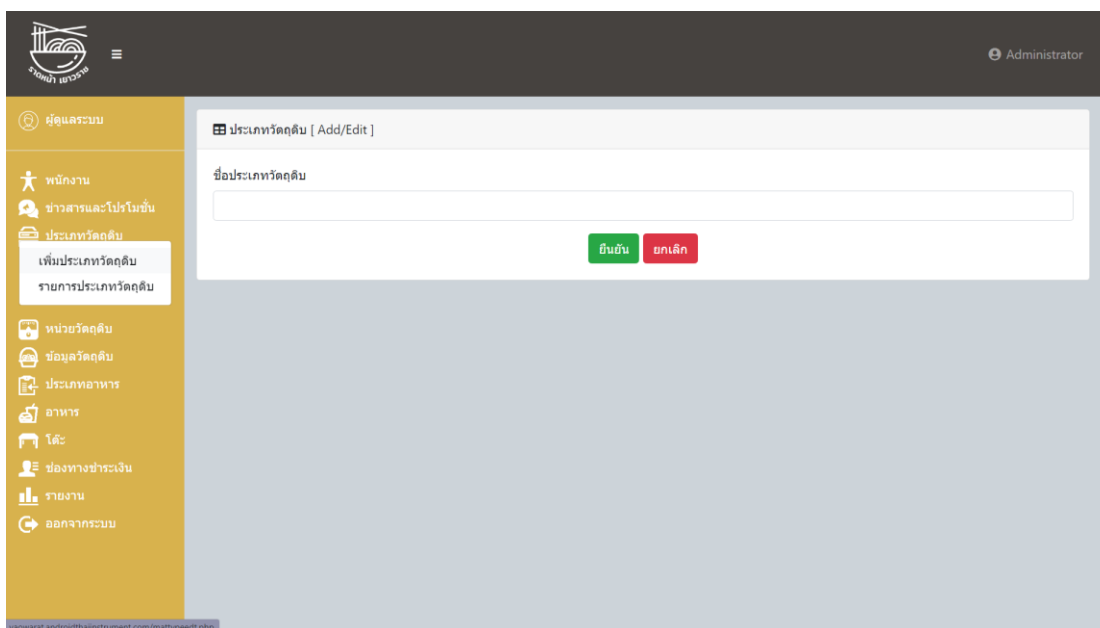 ราดหน้า เยาวราช
Administrator
ผู้ดูแลระบบ
ประเภทวัตถุดิบ [ Add/Edit ]
ชื่อประเภทวัตถุดิบ
ยืนยัน
ยกเลิก
พนักงาน
ข่าวสารและโปรโมชั่น
ประเภทวัตถุดิบ
เพิ่มประเภทวัตถุดิบ
รายการประเภทวัตถุดิบ
หน่วยวัตถุดิบ
ข้อมูลวัตถุดิบ
ประเภทอาหาร
อาหาร
โต๊ะ
ช่องทางชำระเงิน
รายงาน
ออกจากระบบ